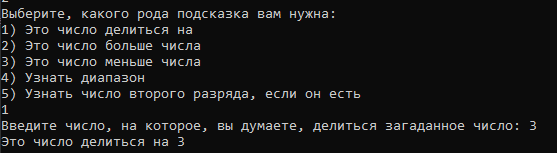 Выберите, какого рода подсказка вам нужна:
1) Это число делиться на
2) Это число больше числа
3) Это число меньше числа
4) Узнать диапазон
5) Узнать число второго разряда, если он есть
1
Введите число, на которое, вы думаете, делиться загаданное число: 3
Это число делиться на 3